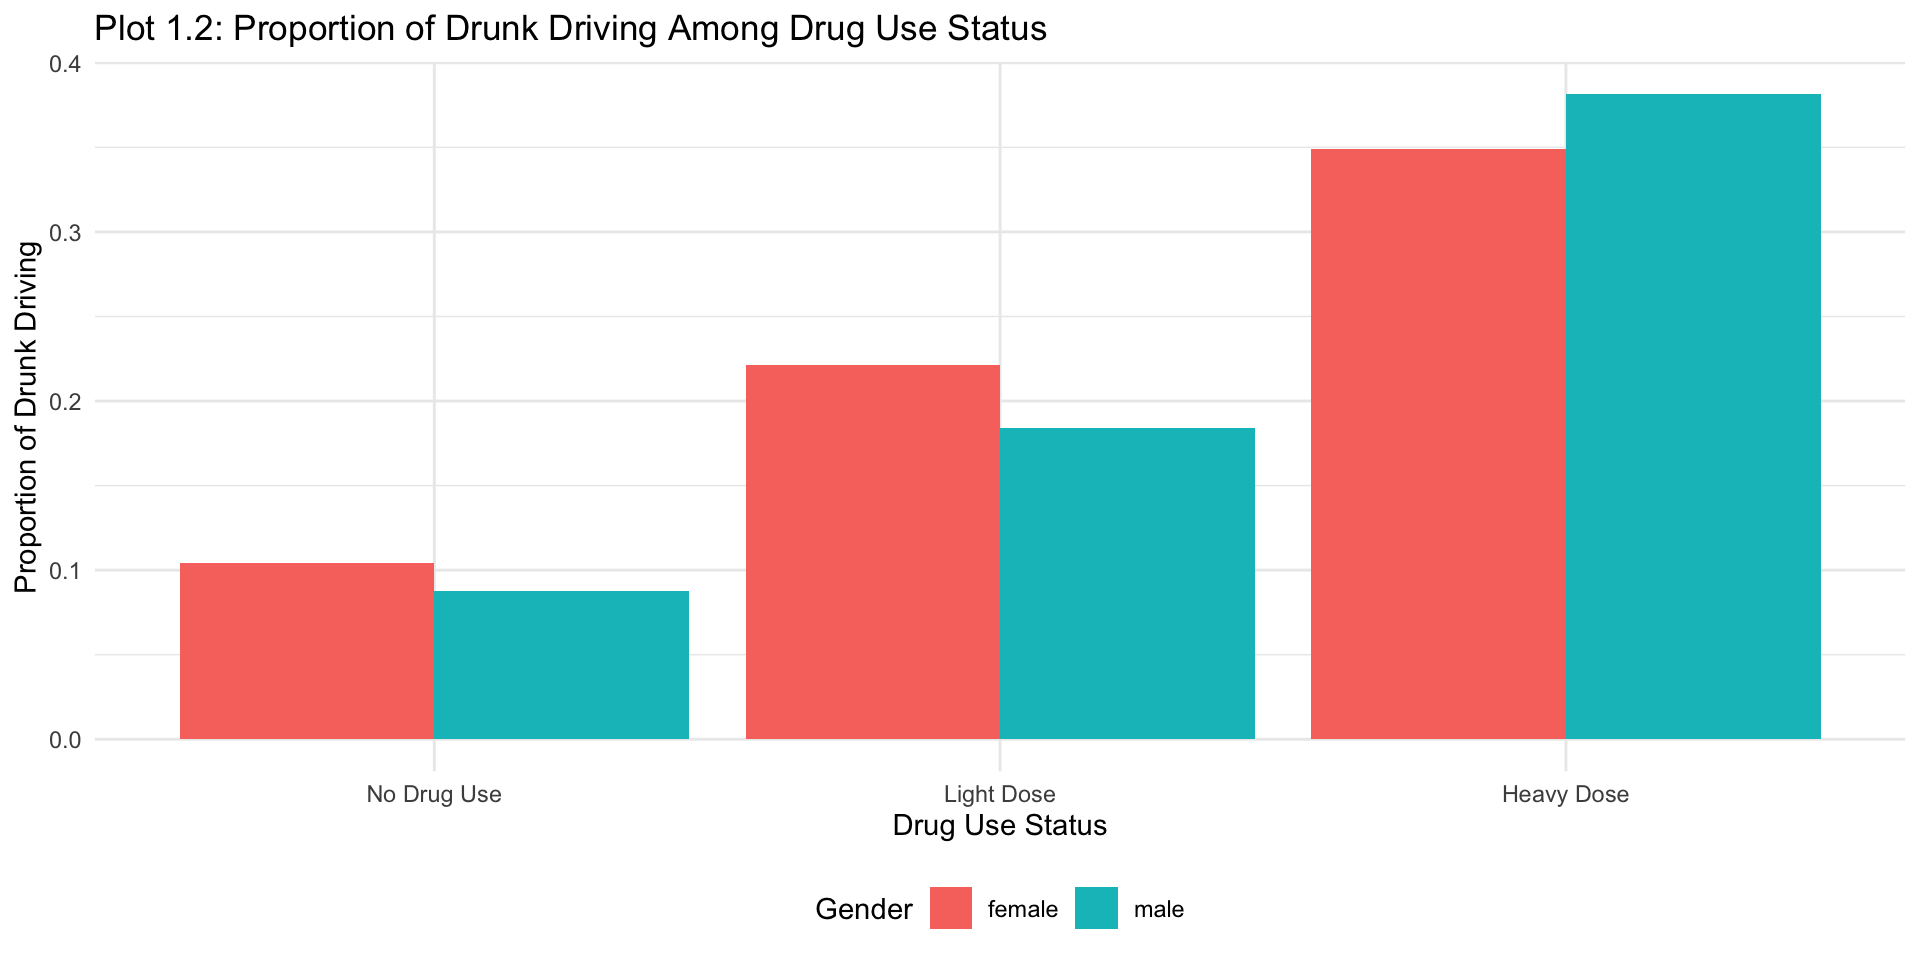 Plot 1.2: Proportion of Drunk Driving Among Drug Use Status
Proportion of Drunk Driving
0.4
0.3
0.2
0.1
0.0
No Drug Use
Light Dose
Heavy Dose
Drug Use Status
Gender
female
male